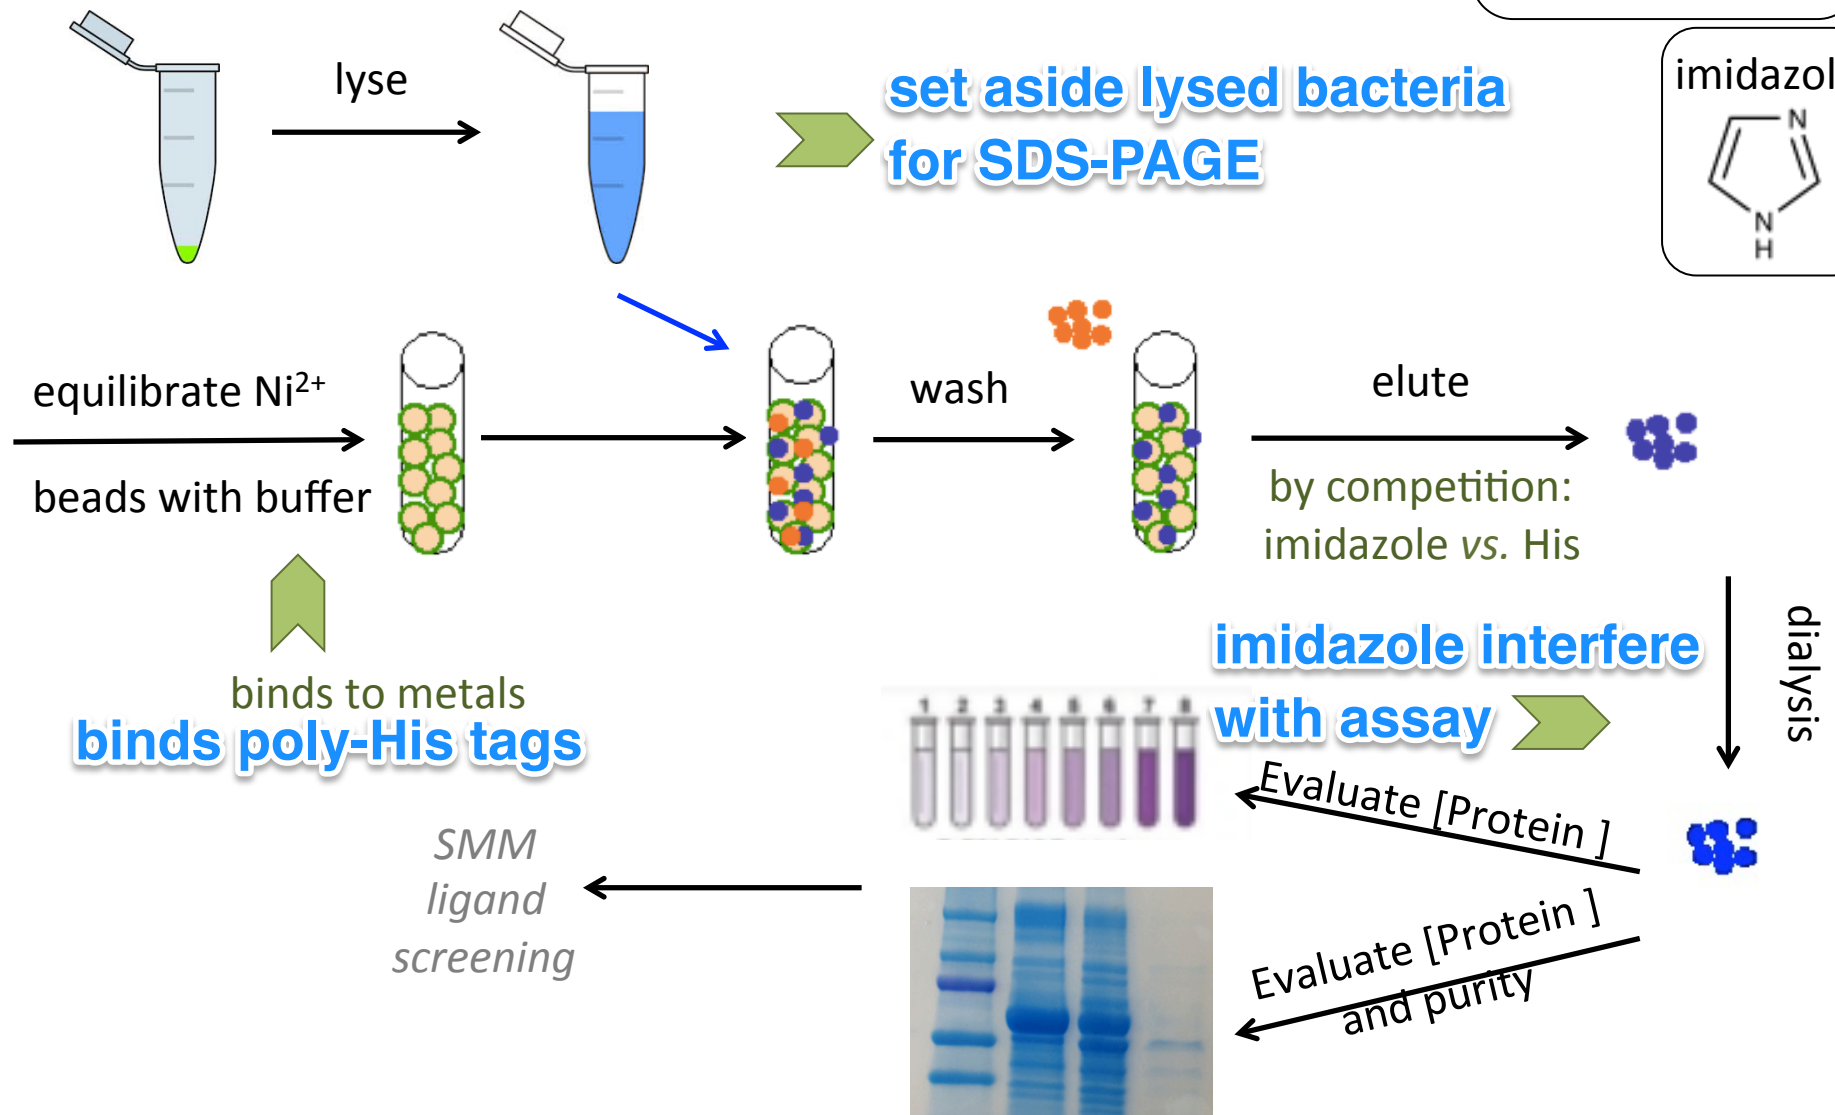 lyse
set aside lysed bacteria
for SDS-PAGE
imidazol
N
N
H
equilibrate Ni2+
beads with buffer
wash
elute
by competition:
imidazole vs. His
binds to metals
binds poly-His tags
imidazole interfere
with assay
dialysis
1 2 3 4 5 6 7 8
Evaluate [Protein ]
Evaluate [Protein ]
and purity
SMM
ligand
screening